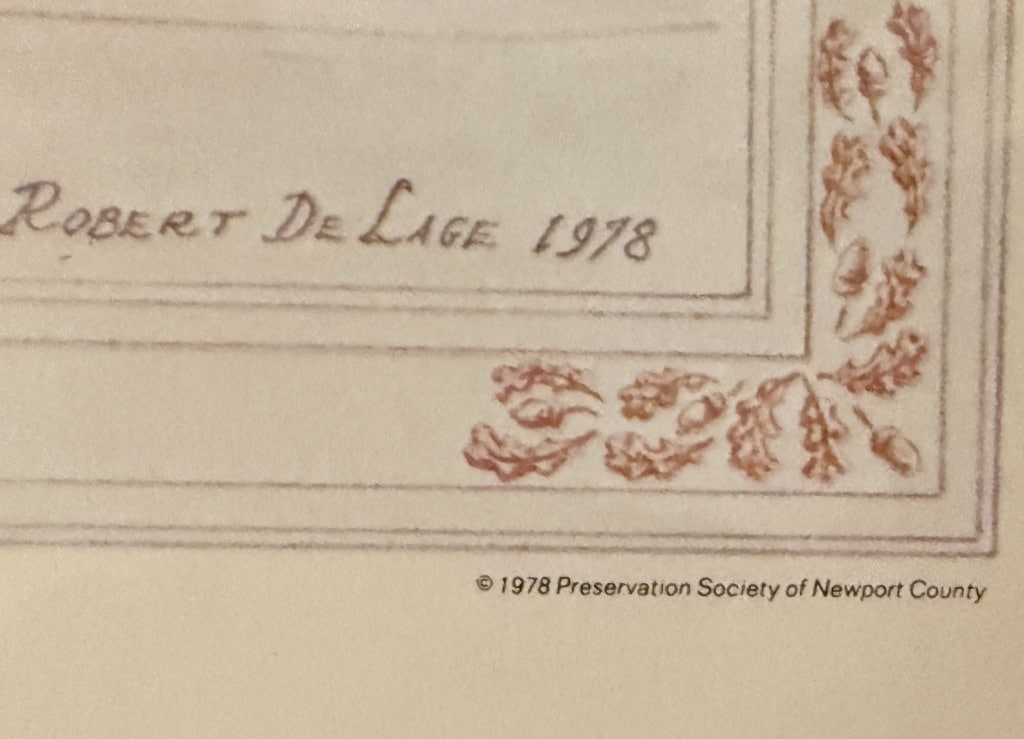 ROBERT DE LAGE 1978
© 1978 Preservation Society of Newport County